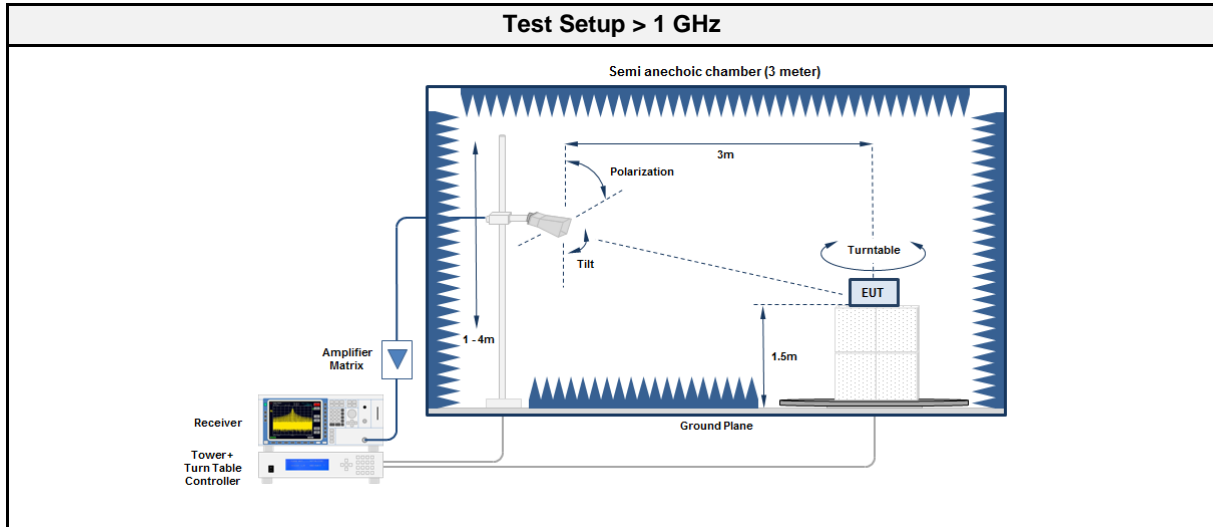 Test Setup > 1 GHz
Semi anechoic chamber (3 meter)
3m
Polarization
Tilt
Turntable
EUT
1 - 4m
1.5m
Amplifier
Matrix
Ground Plane
Receiver
Tower+
Turn Table
Controller